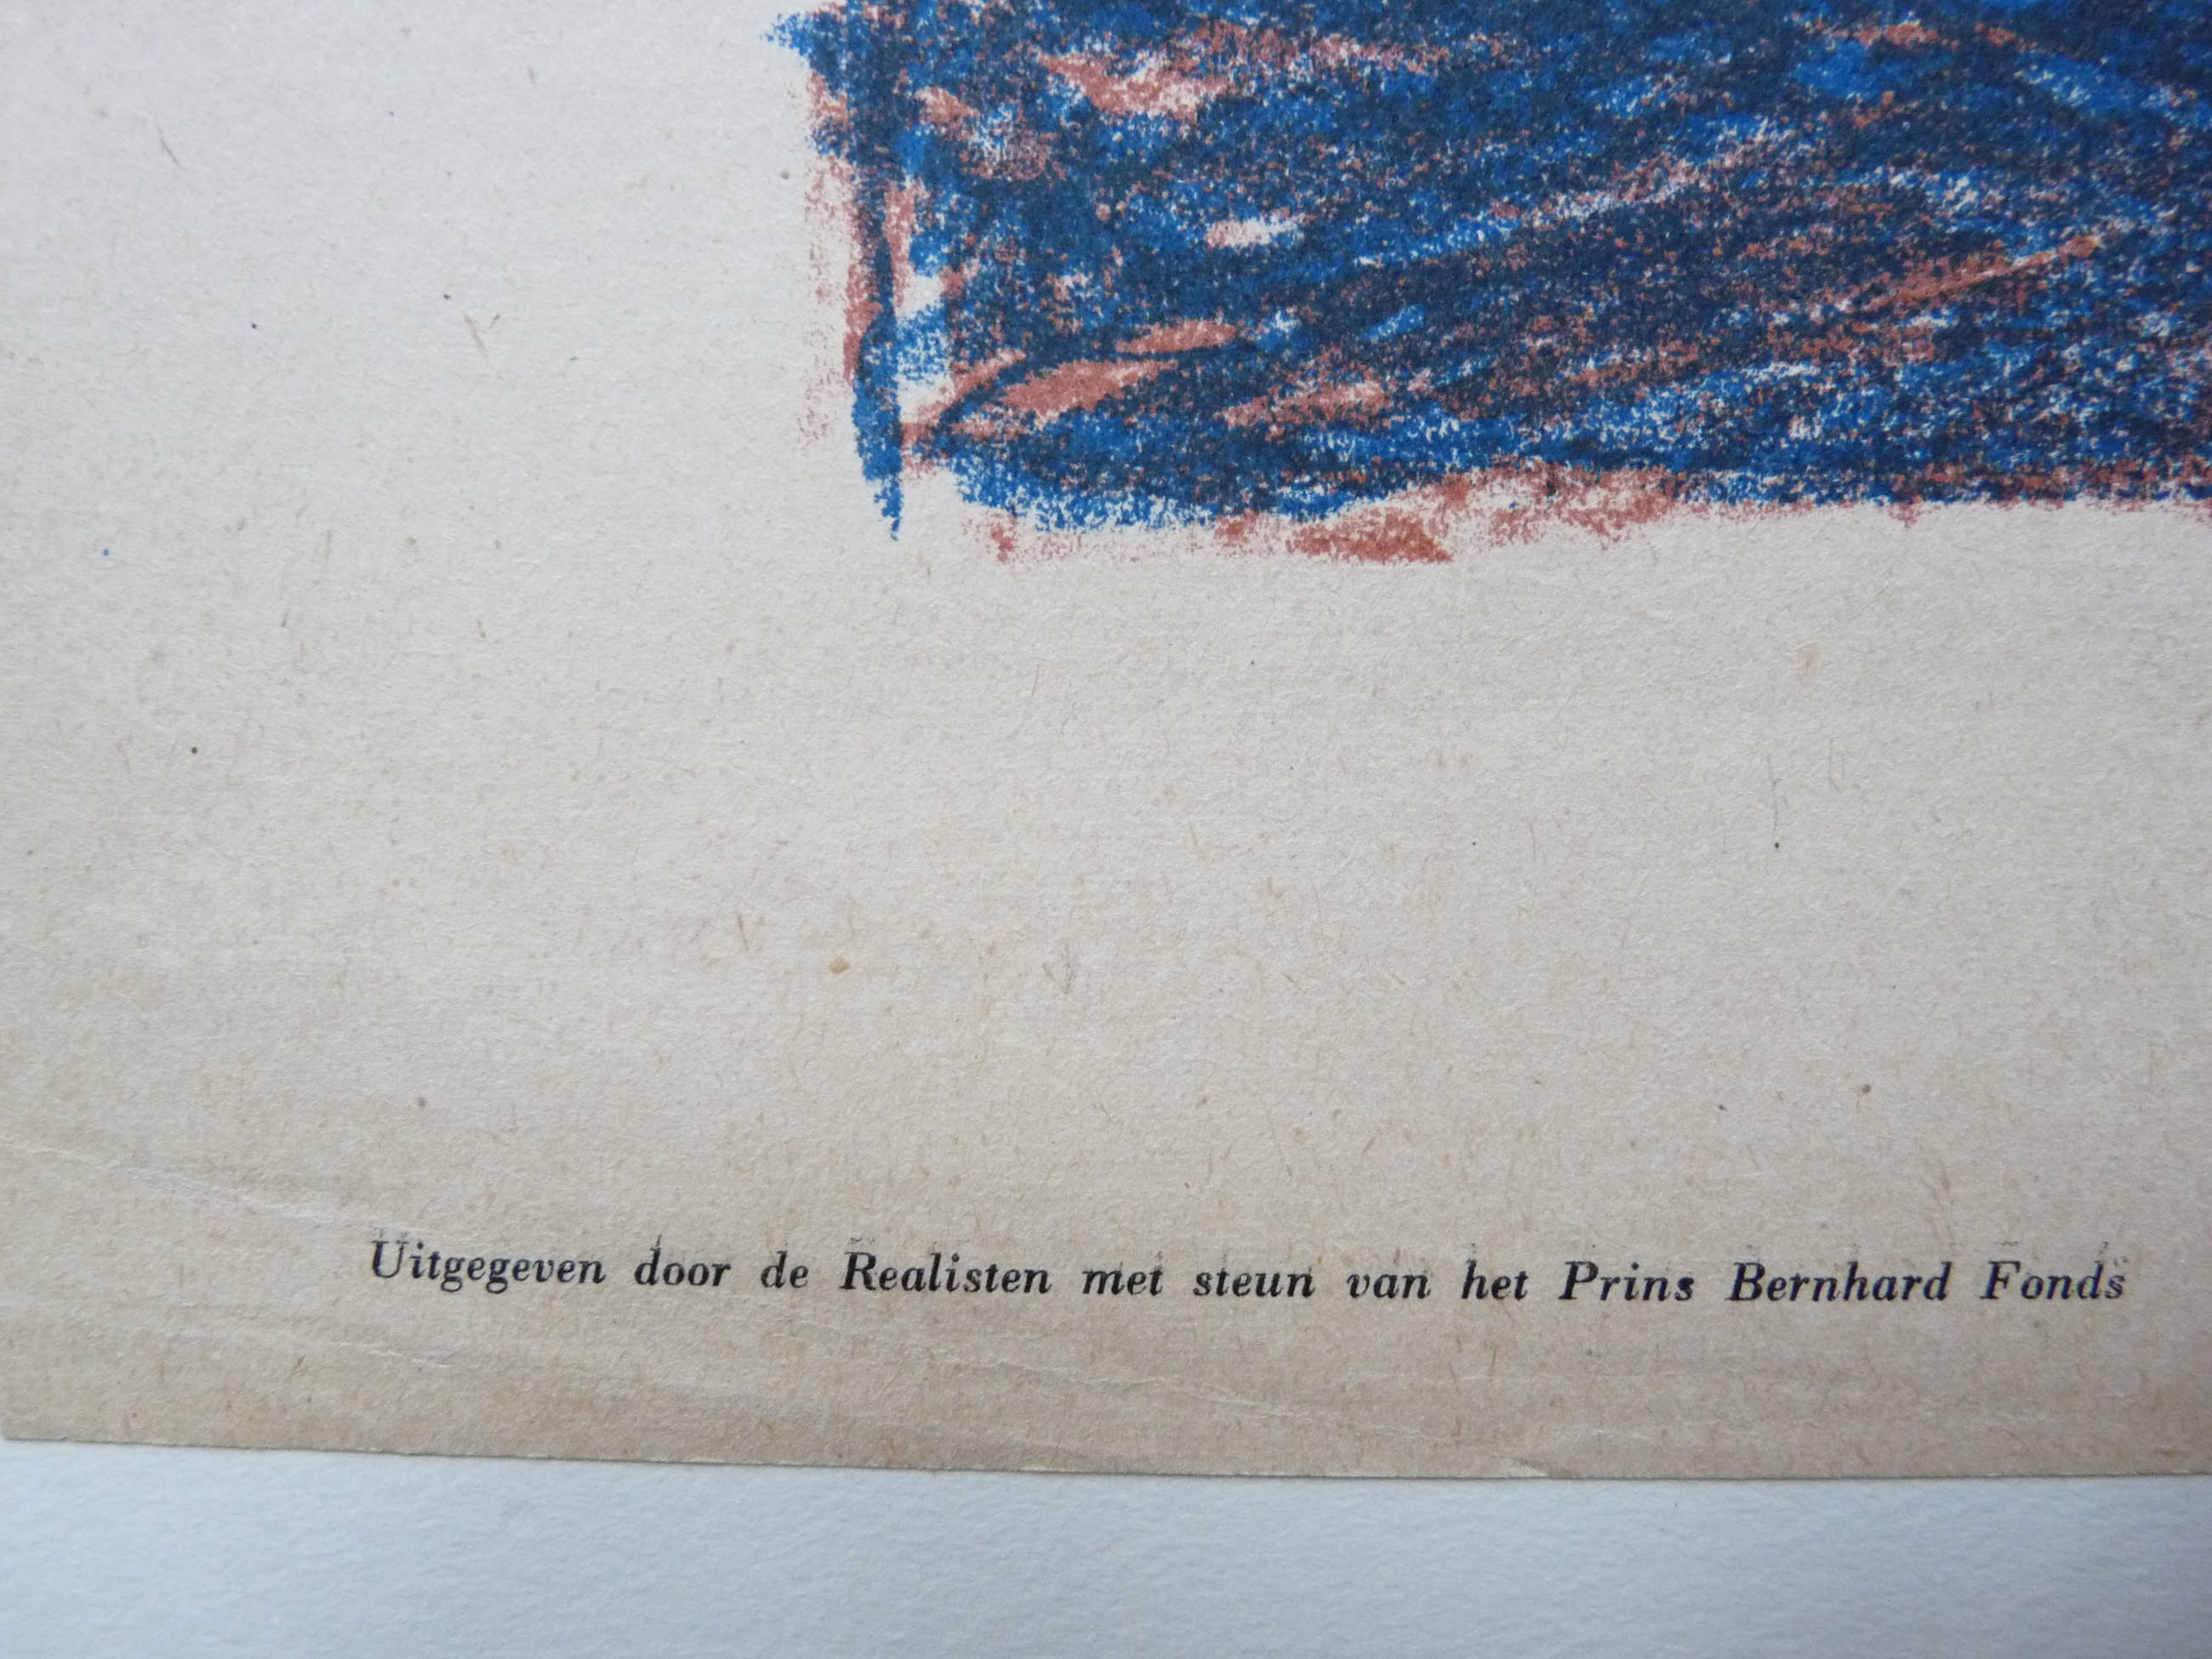 Uitgegeven door de Realisten met steun van het Prins Bernhard Fonds